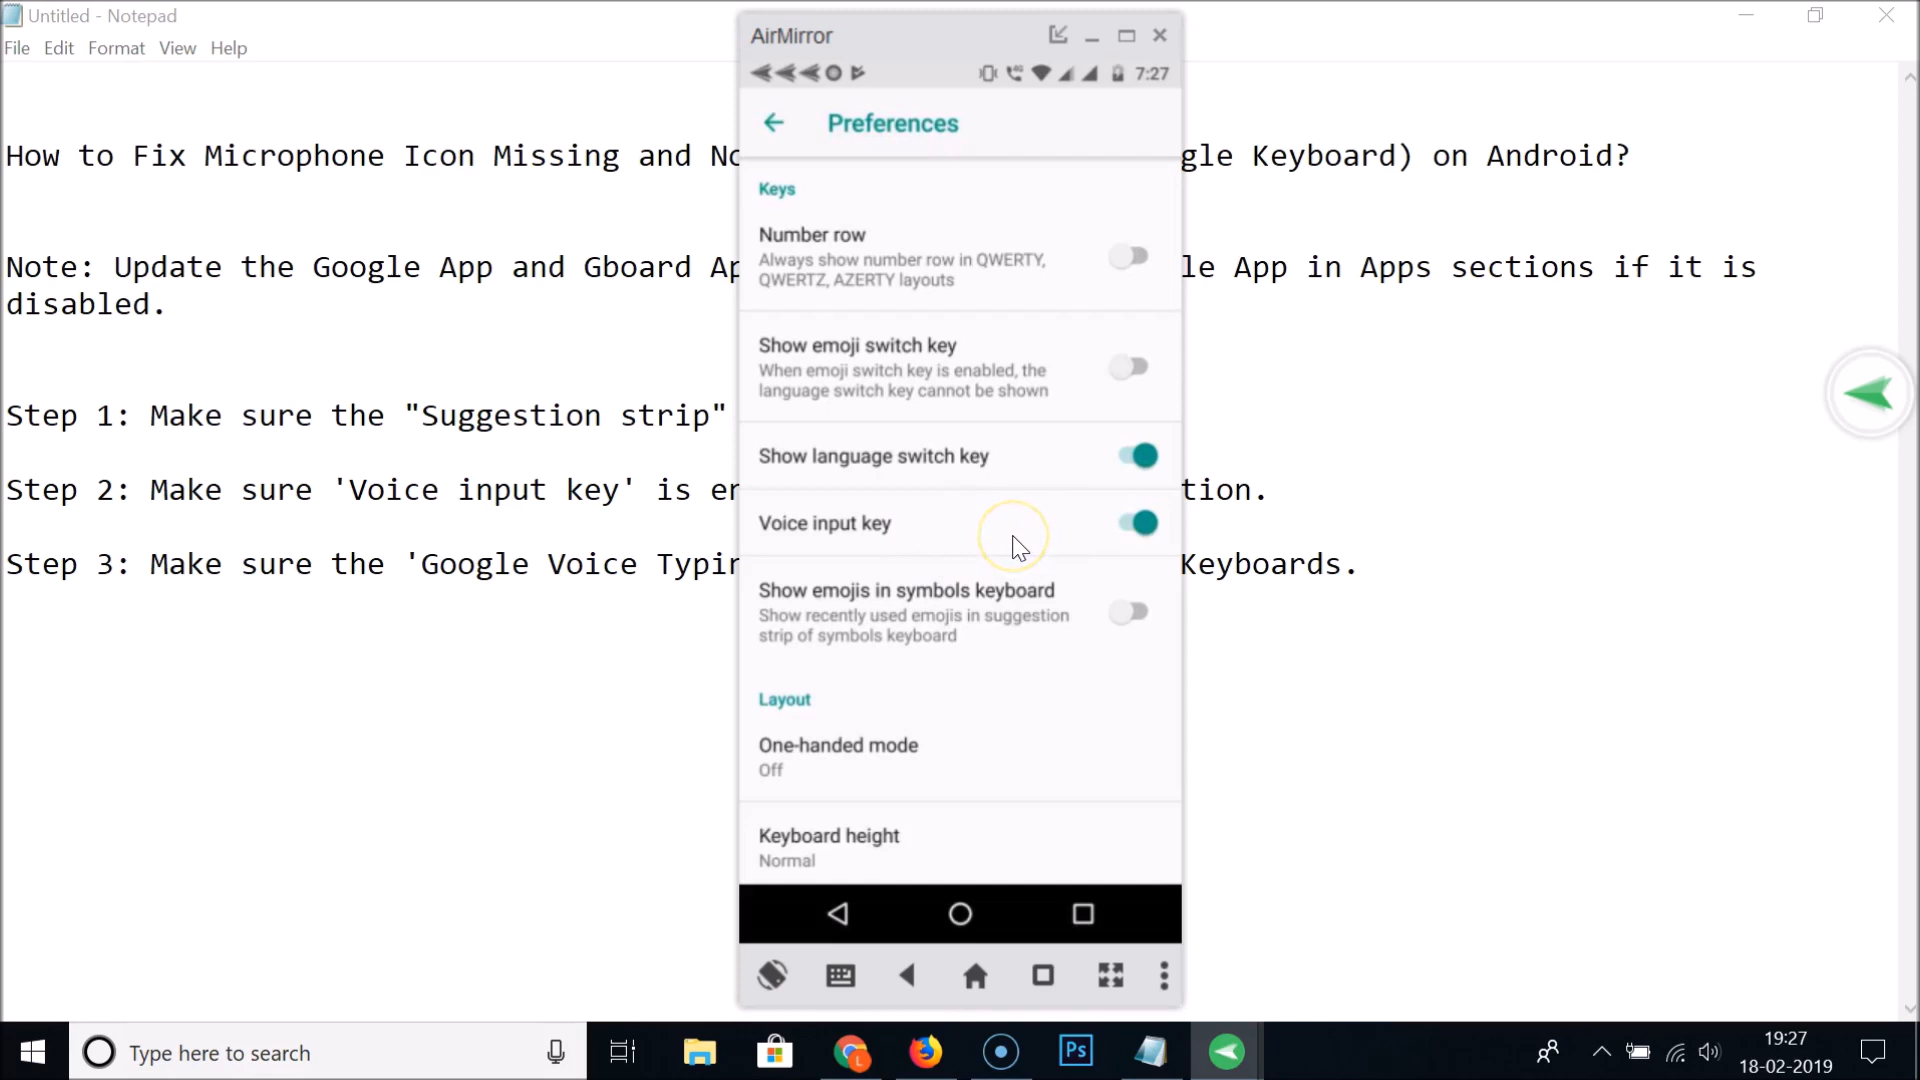 Untitled - Notepad
File Edit Format View Help
AirMirror
7:27
Preferences
How to Fix Microphone Icon Missing and No
gle Keyboard) on Android?
Keys
Number row
Always show number row in QWERTY,
QWERTZ, AZERTY layouts
Note: Update the Google App and Gboard Ap
le App in Apps sections if it is
disabled.
Show emoji switch key
When emoji switch key is enabled, the
language switch key cannot be shown
Step 1: Make sure the "Suggestion strip"
Show language switch key
Step 2: Make sure 'Voice input key' is en
tion.
Voice input key
Step 3: Make sure the 'Google Voice Typin
Keyboards.
Show emojis in symbols keyboard
Show recently used emojis in suggestion
strip of symbols keyboard
Layout
One-handed mode
Off
Keyboard height
Normal
Type here to search
L
Ps
19:27
18-02-2019